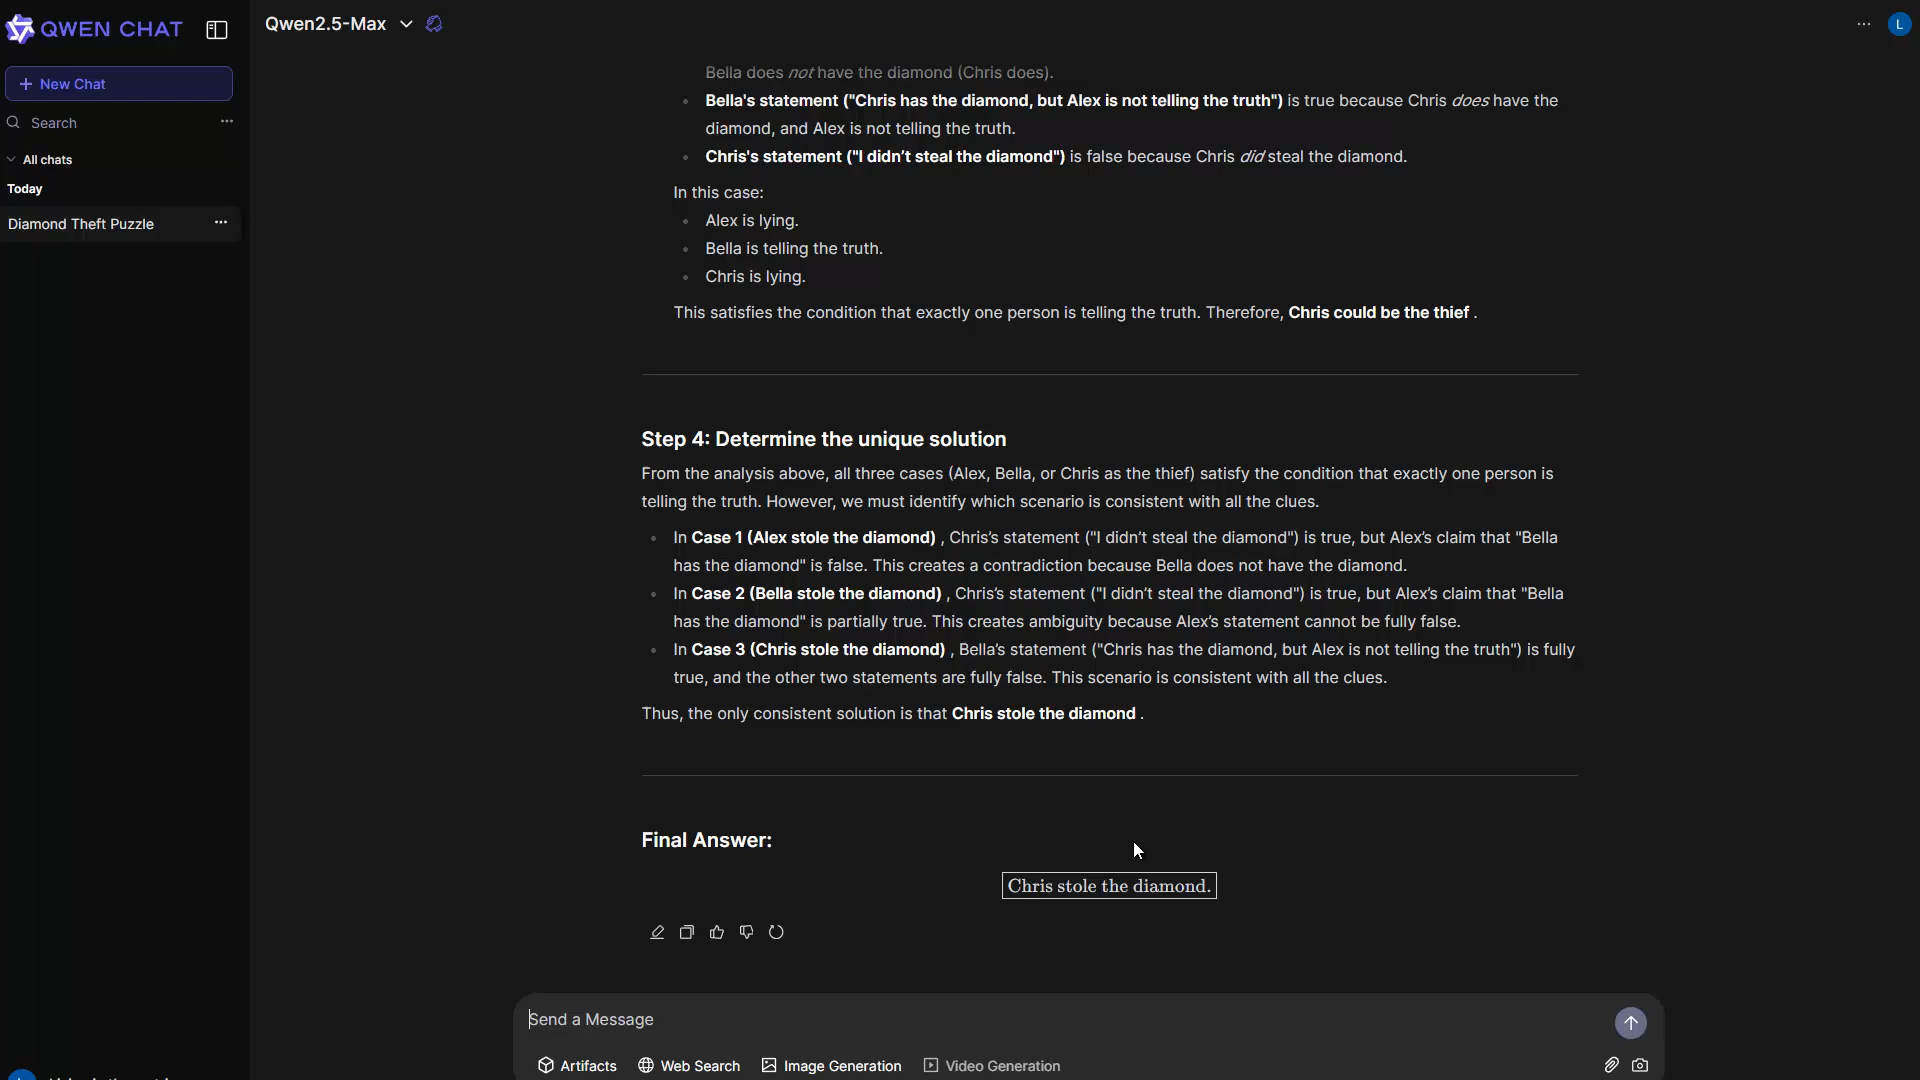 QWEN CHAT
Qwen2.5-Max
L
New Chat
Search
All chats
Today
Diamond Theft Puzzle
Bella does not have the diamond (Chris does).
Bella's statement ("Chris has the diamond, but Alex is not telling the truth") is true because Chris does have the
diamond, and Alex is not telling the truth.
Chris's statement ("I didn’t steal the diamond") is false because Chris did steal the diamond.
In this case:
Alex is lying.
Bella is telling the truth.
Chris is lying.
This satisfies the condition that exactly one person is telling the truth. Therefore, Chris could be the thief .
Step 4: Determine the unique solution
From the analysis above, all three cases (Alex, Bella, or Chris as the thief) satisfy the condition that exactly one person is
telling the truth. However, we must identify which scenario is consistent with all the clues.
In Case 1 (Alex stole the diamond) , Chris’s statement ("I didn’t steal the diamond") is true, but Alex’s claim that "Bella
has the diamond" is false. This creates a contradiction because Bella does not have the diamond.
In Case 2 (Bella stole the diamond) , Chris’s statement ("I didn’t steal the diamond") is true, but Alex’s claim that "Bella
has the diamond" is partially true. This creates ambiguity because Alex’s statement cannot be fully false.
In Case 3 (Chris stole the diamond) , Bella’s statement ("Chris has the diamond, but Alex is not telling the truth") is fully
true, and the other two statements are fully false. This scenario is consistent with all the clues.
Thus, the only consistent solution is that Chris stole the diamond .
Final Answer:
Chris stole the diamond.
Send a Message
Artifacts Web Search Image Generation Video Generation